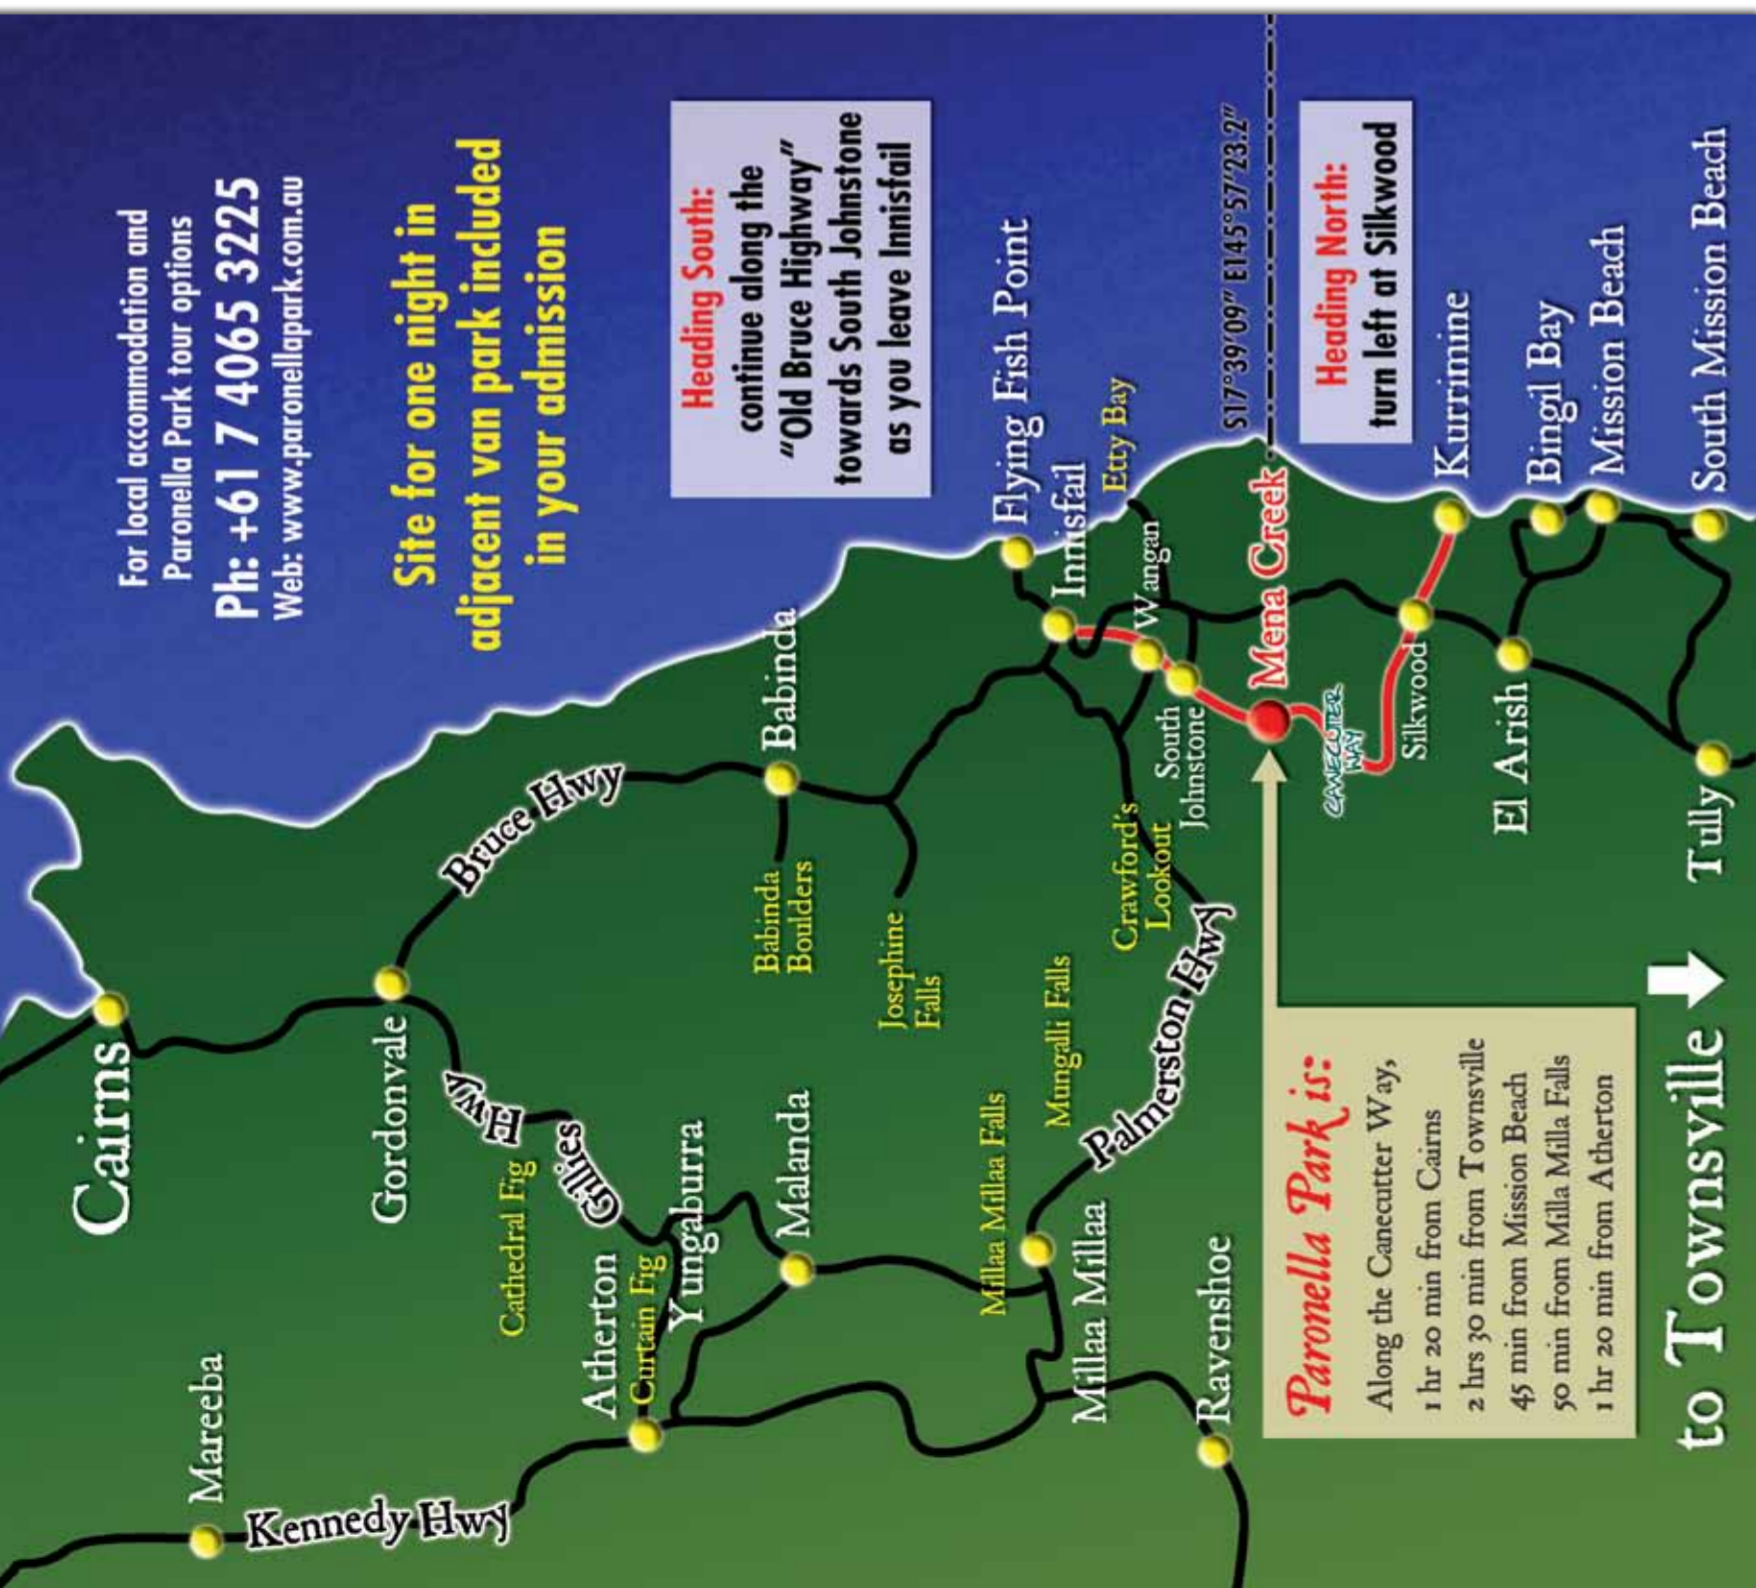 For local accommodation and
Paronella Park tour options
Ph: +61 7 4065 3225
Web: www.paronellapark.com.au
Site for one night in
adjacent van park included
in your admission
Heading South:
continue along the
“Old Bruce Highway”
towards South Johnstone
as you leave Innisfail
S17°39'09" E145°57'23.2"
Heading North:
turn left at Silkwood
Cairns
Mareeba
Kennedy Hwy
Gordonvale
Bruce Hwy
Gillies Hwy
Cathedral Fig
Atherton
Curtain Fig
Yungaburra
Malanda
Babinda
Babinda
Boulders
Josephine
Falls
Millaa Millaa Falls
Mungalli Falls
Millaa Millaa
Palmerston Hwy
Crawford's
Lookout
Ravenshoe
Flying Fish Point
Innisfail
Etty Bay
Wangan
South
Johnstone
Mena Creek
CANECUTER
WAY
Silkwood
Kurrimine
El Arish
Bingil Bay
Mission Beach
South Mission Beach
Tully
Paronella Park is:
Along the Canecutter Way,
1 hr 20 min from Cairns
2 hrs 30 min from Townsville
45 min from Mission Beach
50 min from Milla Milla Falls
1 hr 20 min from Atherton
to Townsville